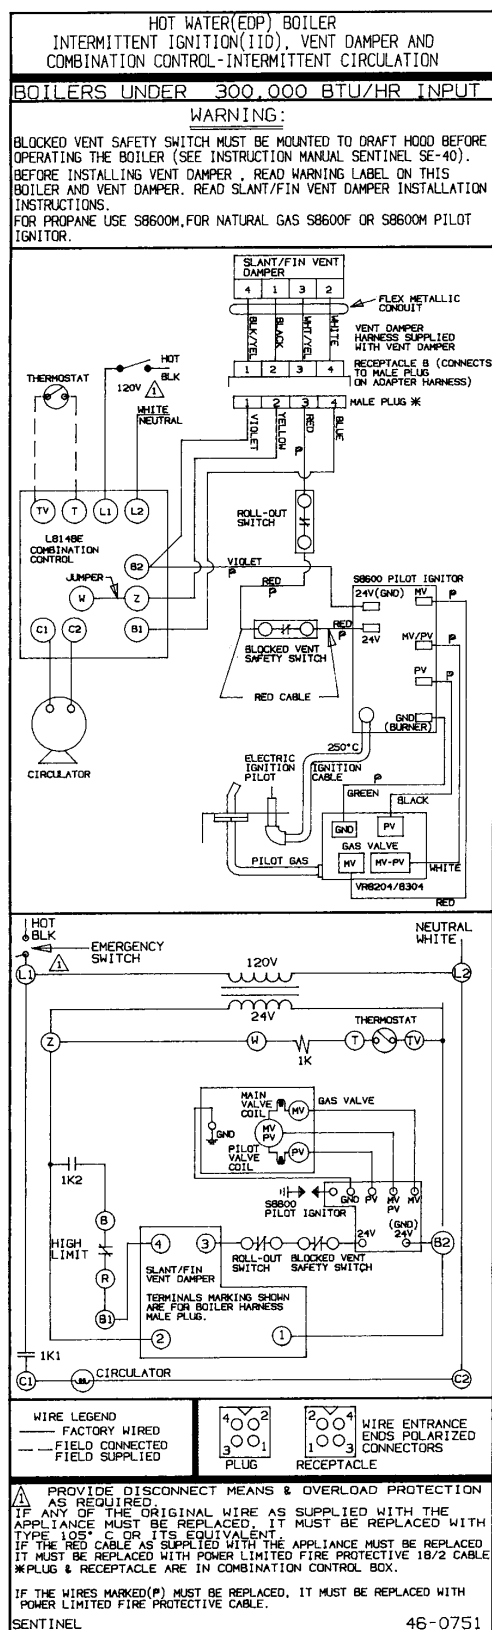 HOT WATER(EDP) BOILER
INTERMITTENT IGNITION(IID), VENT DAMPER AND
COMBINATION CONTROL-INTERMITTENT CIRCULATION
BOILERS UNDER 300,000 BTU/HR INPUT
WARNING:
BLOCKED VENT SAFETY SWITCH MUST BE MOUNTED TO DRAFT HOOD BEFORE
OPERATING THE BOILER (SEE INSTRUCTION MANUAL SENTINEL SE-40).
BEFORE INSTALLING VENT DAMPER , READ WARNING LABEL ON THIS
BOILER AND VENT DAMPER. READ SLANT/FIN VENT DAMPER INSTALLATION
INSTRUCTIONS.
FOR PROPANE USE S8600M,FOR NATURAL GAS S8600F OR S8600M PILOT
IGNITOR.
SLANT/FIN VENT
DAMPER
4 1 3 2
FLEX METALLIC
CONDUIT
BLK/YEL
BLACK
WHT/YEL
WHITE
VENT DAMPER
HARNESS SUPPLIED
WITH VENT DAMPER
1 2 3 4
RECEPTACLE B (CONNECTS
TO MALE PLUG
ON ADAPTER HARNESS)
1 2 3 4
MALE PLUG *
VIOLET
YELLOW
RED
BLUE
P
THERMOSTAT
HOT
BLK
120V
1
WHITE
NEUTRAL
TV T L1 L2
L8148E
COMBINATION
CONTROL
B2
JUMPER
W Z
C1 C2 B1
CIRCULATOR
ROLL-OUT
SWITCH
VIOLET
P
RED
P
RED
P
BLOCKED VENT
SAFETY SWITCH
RED CABLE
S8600 PILOT IGNITOR
24V(GND) MV
P
24V
MV/PV
P
PV
P
GND
(BURNER)
250°C
IGNITION
CABLE
ELECTRIC
IGNITION
PILOT
P
GREEN
BLACK
GND PV
GAS VALVE
MV MV-PV
WHITE
PILOT GAS
VR8204/8304
RED
HOT
BLK
EMERGENCY
SWITCH
1
NEUTRAL
WHITE
L1
120V
L2
24V
THERMOSTAT
Z W
1K
T TV
MAIN
VALVE
COIL
MV
GAS VALVE
GND
MV
PV
PILOT
VALVE
COIL
PV
1K2
S8600
PILOT IGNITOR
GND PV MV
PV MV
B
HIGH
LIMIT
R
B1
4 3
ROLL-OUT
SWITCH
BLOCKED VENT
SAFETY SWITCH
24V
(GND)
24V
B2
SLANT/FIN
VENT DAMPER
TERMINALS MARKING SHOWN
ARE FOR BOILER HARNESS
MALE PLUG.
2 1
1K1
C1
CIRCULATOR
C2
WIRE LEGEND
FACTORY WIRED
FIELD CONNECTED
FIELD SUPPLIED
4 2
3 1
PLUG
2 4
1 3
RECEPTACLE
WIRE ENTRANCE
ENDS POLARIZED
CONNECTORS
1 PROVIDE DISCONNECT MEANS & OVERLOAD PROTECTION
AS REQUIRED.
IF ANY OF THE ORIGINAL WIRE AS SUPPLIED WITH THE
APPLIANCE MUST BE REPLACED, IT MUST BE REPLACED WITH
TYPE 105° C OR ITS EQUIVALENT.
IF THE RED CABLE AS SUPPLIED WITH THE APPLIANCE MUST BE REPLACED
IT MUST BE REPLACED WITH POWER LIMITED FIRE PROTECTIVE 18/2 CABLE
*PLUG & RECEPTACLE ARE IN COMBINATION CONTROL BOX.
IF THE WIRES MARKED(P) MUST BE REPLACED, IT MUST BE REPLACED WITH
POWER LIMITED FIRE PROTECTIVE CABLE.
SENTINEL
46-0751